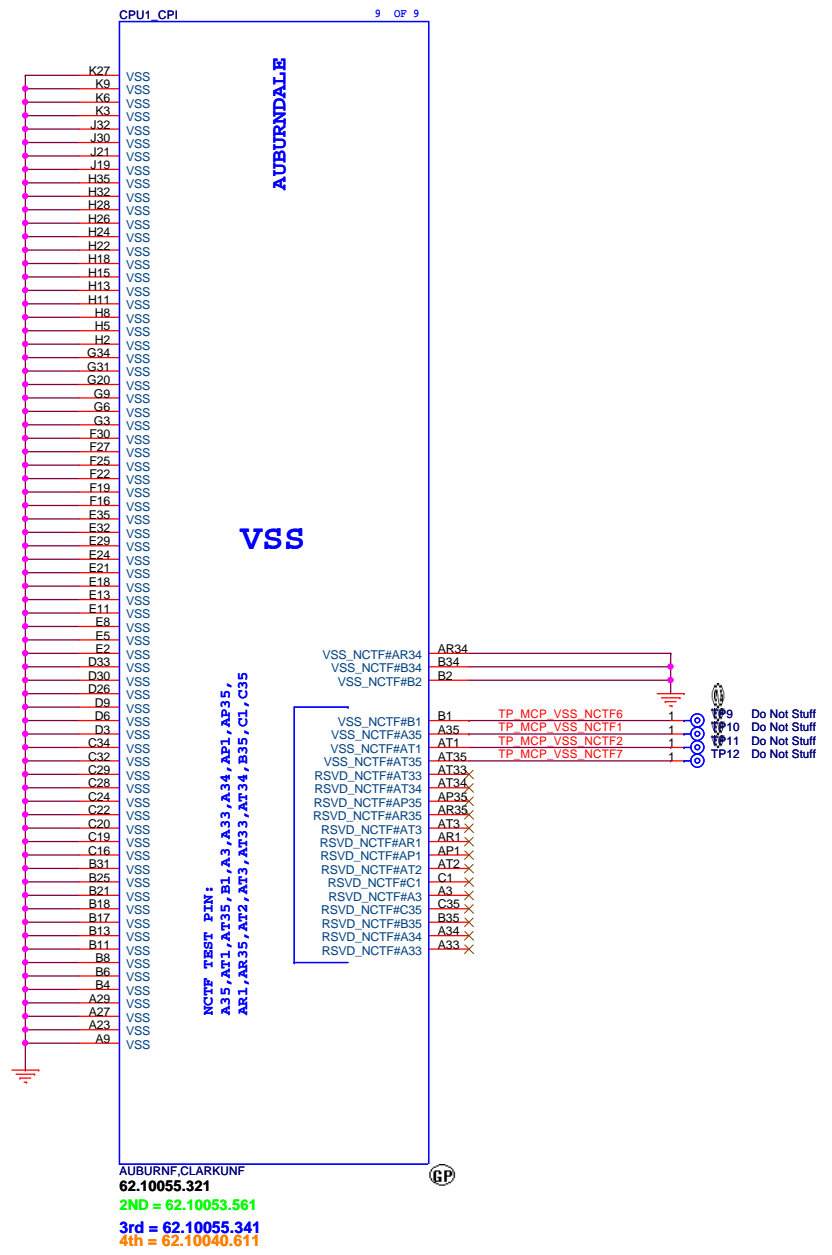 CPU1_CPI
9 OF 9
AUBURNDALE
K27 VSS
K9 VSS
K6 VSS
K3 VSS
J32 VSS
J30 VSS
J21 VSS
J19 VSS
H35 VSS
H32 VSS
H28 VSS
H26 VSS
H24 VSS
H22 VSS
H18 VSS
H15 VSS
H13 VSS
H11 VSS
H8 VSS
H5 VSS
H2 VSS
G34 VSS
G31 VSS
G20 VSS
G9 VSS
G6 VSS
G3 VSS
F30 VSS
F27 VSS
F25 VSS
F22 VSS
F19 VSS
F16 VSS
E35 VSS
E32 VSS
E29 VSS
E24 VSS
E21 VSS
E18 VSS
E13 VSS
E11 VSS
E8 VSS
E5 VSS
E2 VSS
D33 VSS
D30 VSS
D26 VSS
D9 VSS
D6 VSS
D3 VSS
C34 VSS
C32 VSS
C29 VSS
C28 VSS
C24 VSS
C22 VSS
C20 VSS
C19 VSS
C16 VSS
B31 VSS
B25 VSS
B21 VSS
B18 VSS
B17 VSS
B13 VSS
B11 VSS
B8 VSS
B6 VSS
B4 VSS
A29 VSS
A27 VSS
A23 VSS
A9 VSS
VSS
NCTF TEST PIN:
A35,AT1,AT35,B1,A3,A33,A34,AP1,AP35,
AR1,AR35,AT2,AT3,AT33,AT34,B35,C1,C35
VSS_NCTF#AR34 AR34
VSS_NCTF#B34 B34
VSS_NCTF#B2 B2
VSS_NCTF#B1 B1 TP_MCP_VSS_NCTF6 1 TP9 Do Not Stuff
VSS_NCTF#A35 A35 TP_MCP_VSS_NCTF1 1 TP10 Do Not Stuff
VSS_NCTF#AT1 AT1 TP_MCP_VSS_NCTF2 1 TP11 Do Not Stuff
VSS_NCTF#AT35 AT35 TP_MCP_VSS_NCTF7 1 TP12 Do Not Stuff
RSVD_NCTF#AT33 AT33
RSVD_NCTF#AT34 AT34
RSVD_NCTF#AP35 AP35
RSVD_NCTF#AR35 AR35
RSVD_NCTF#AT3 AT3
RSVD_NCTF#AR1 AR1
RSVD_NCTF#AP1 AP1
RSVD_NCTF#AT2 AT2
RSVD_NCTF#C1 C1
RSVD_NCTF#A3 A3
RSVD_NCTF#C35 C35
RSVD_NCTF#B35 B35
RSVD_NCTF#A34 A34
RSVD_NCTF#A33 A33
AUBURNF,CLARKUNF
GP
62.10055.321
2ND = 62.10053.561
3rd = 62.10055.341
4th = 62.10040.611